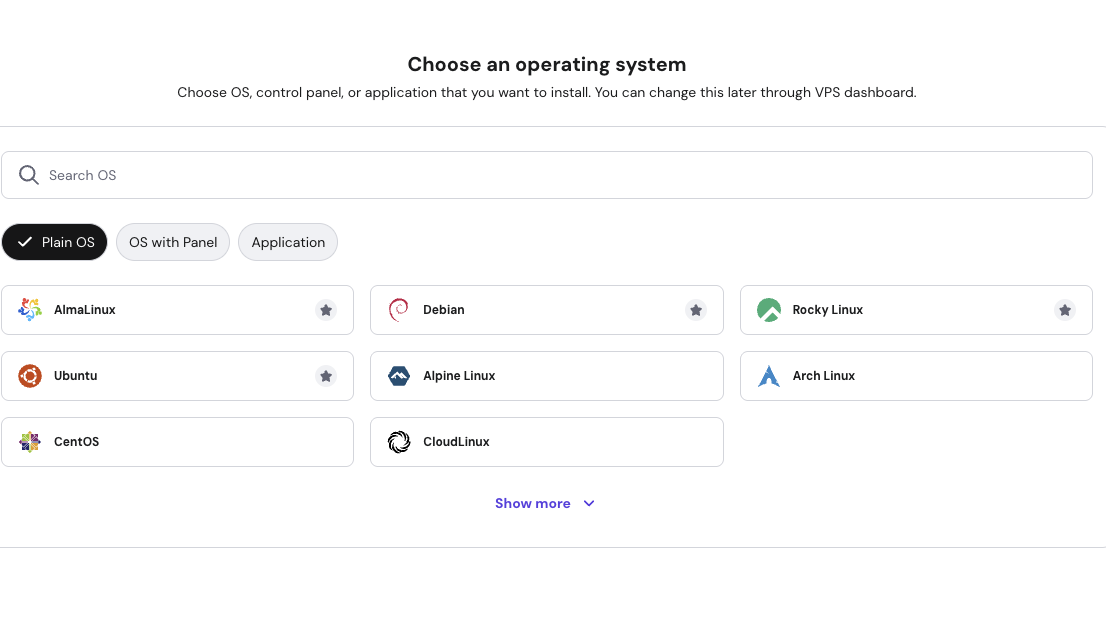 Choose an operating system
Choose OS, control panel, or application that you want to install. You can change this later through VPS dashboard.
Search OS
Plain OS
OS with Panel
Application
AlmaLinux
Debian
Rocky Linux
Ubuntu
Alpine Linux
Arch Linux
CentOS
CloudLinux
Show more